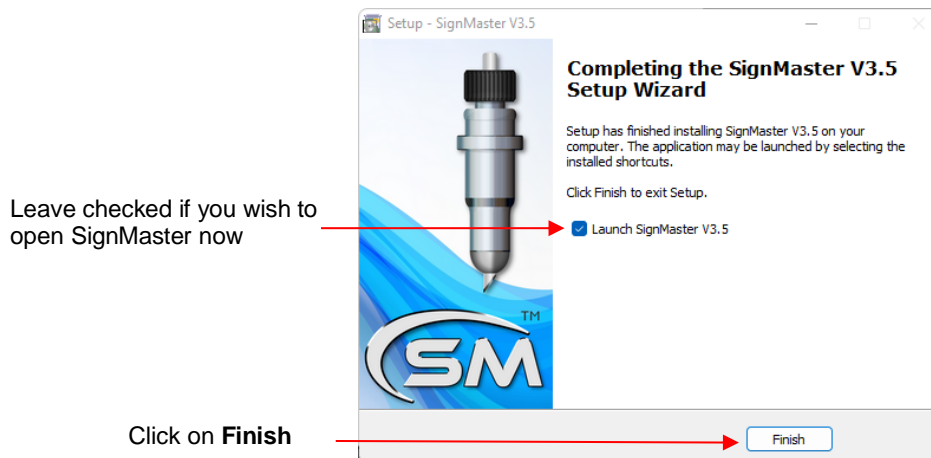 Setup - SignMaster V3.5
Completing the SignMaster V3.5
Setup Wizard
Setup has finished installing SignMaster V3.5 on your
computer. The application may be launched by selecting the
installed shortcuts.
Click Finish to exit Setup.
Leave checked if you wish to
open SignMaster now
Launch SignMaster V3.5
TM
SM
Click on Finish
Finish